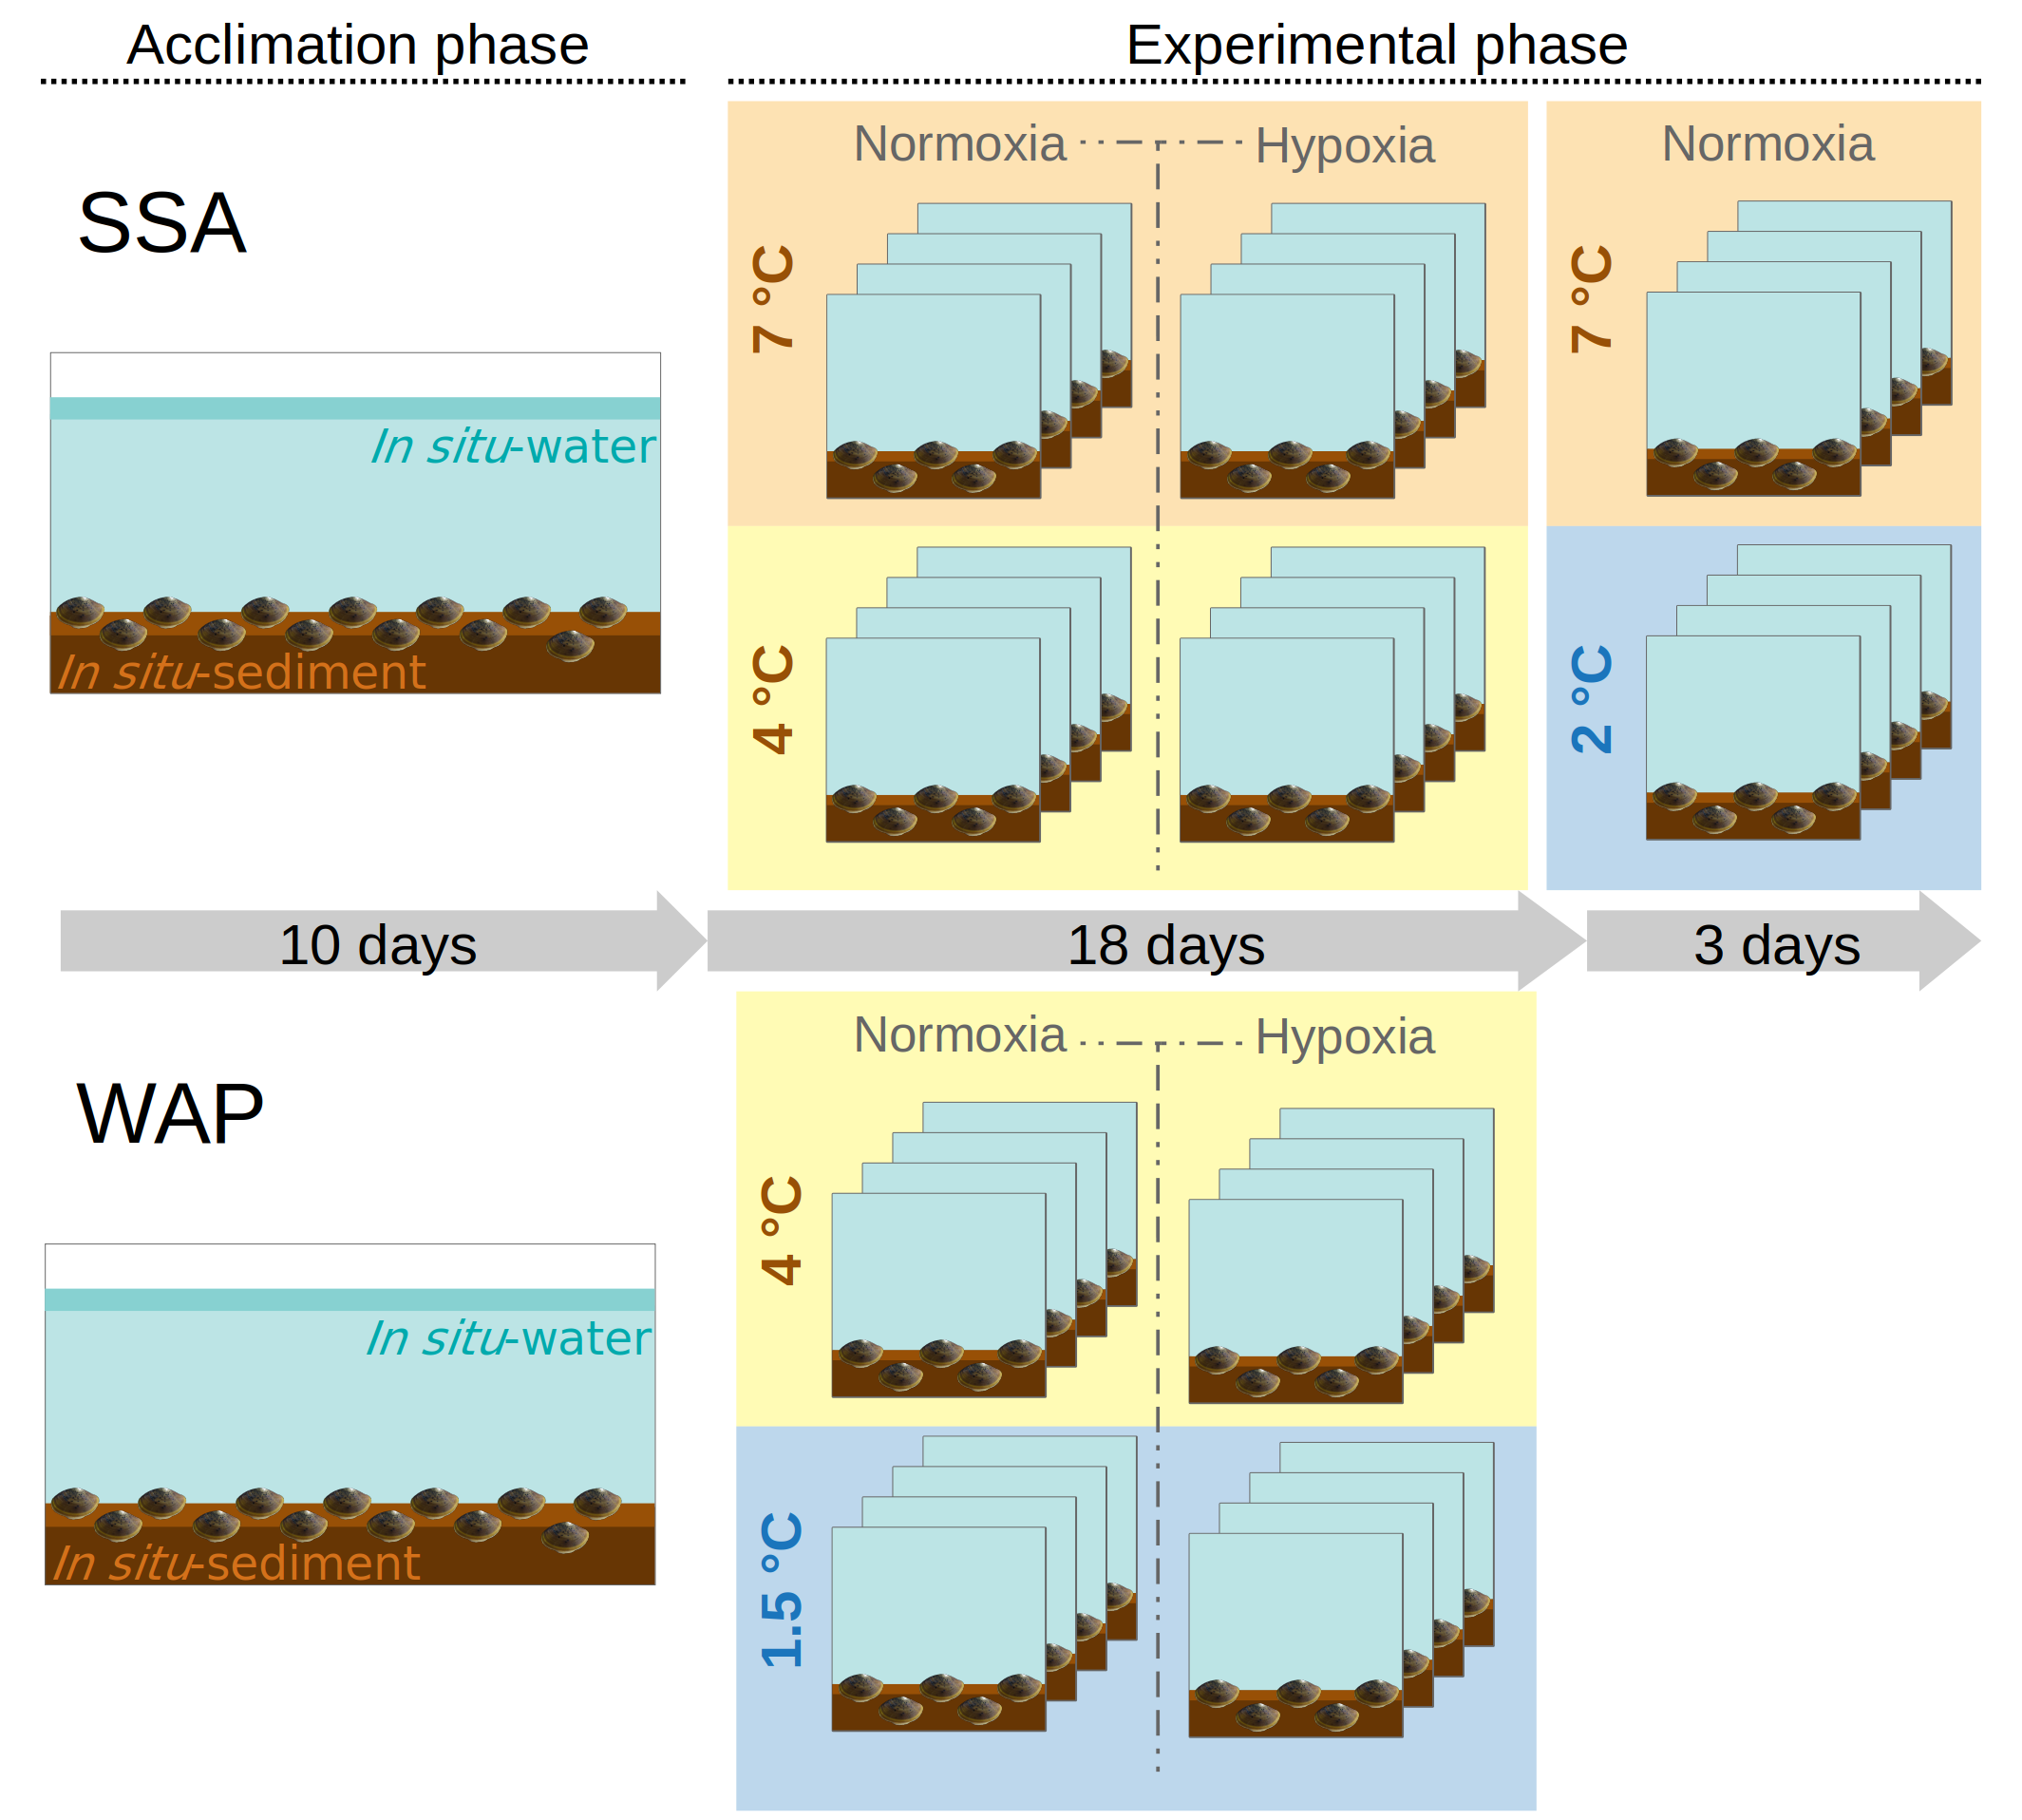 Acclimation phase
Experimental phase
SSA
Normoxia
Hypoxia
Normoxia
7 °C
7 °C
In situ-water
In situ-sediment
4 °C
2 °C
10 days
18 days
3 days
WAP
Normoxia
Hypoxia
4 °C
In situ-water
In situ-sediment
1.5 °C